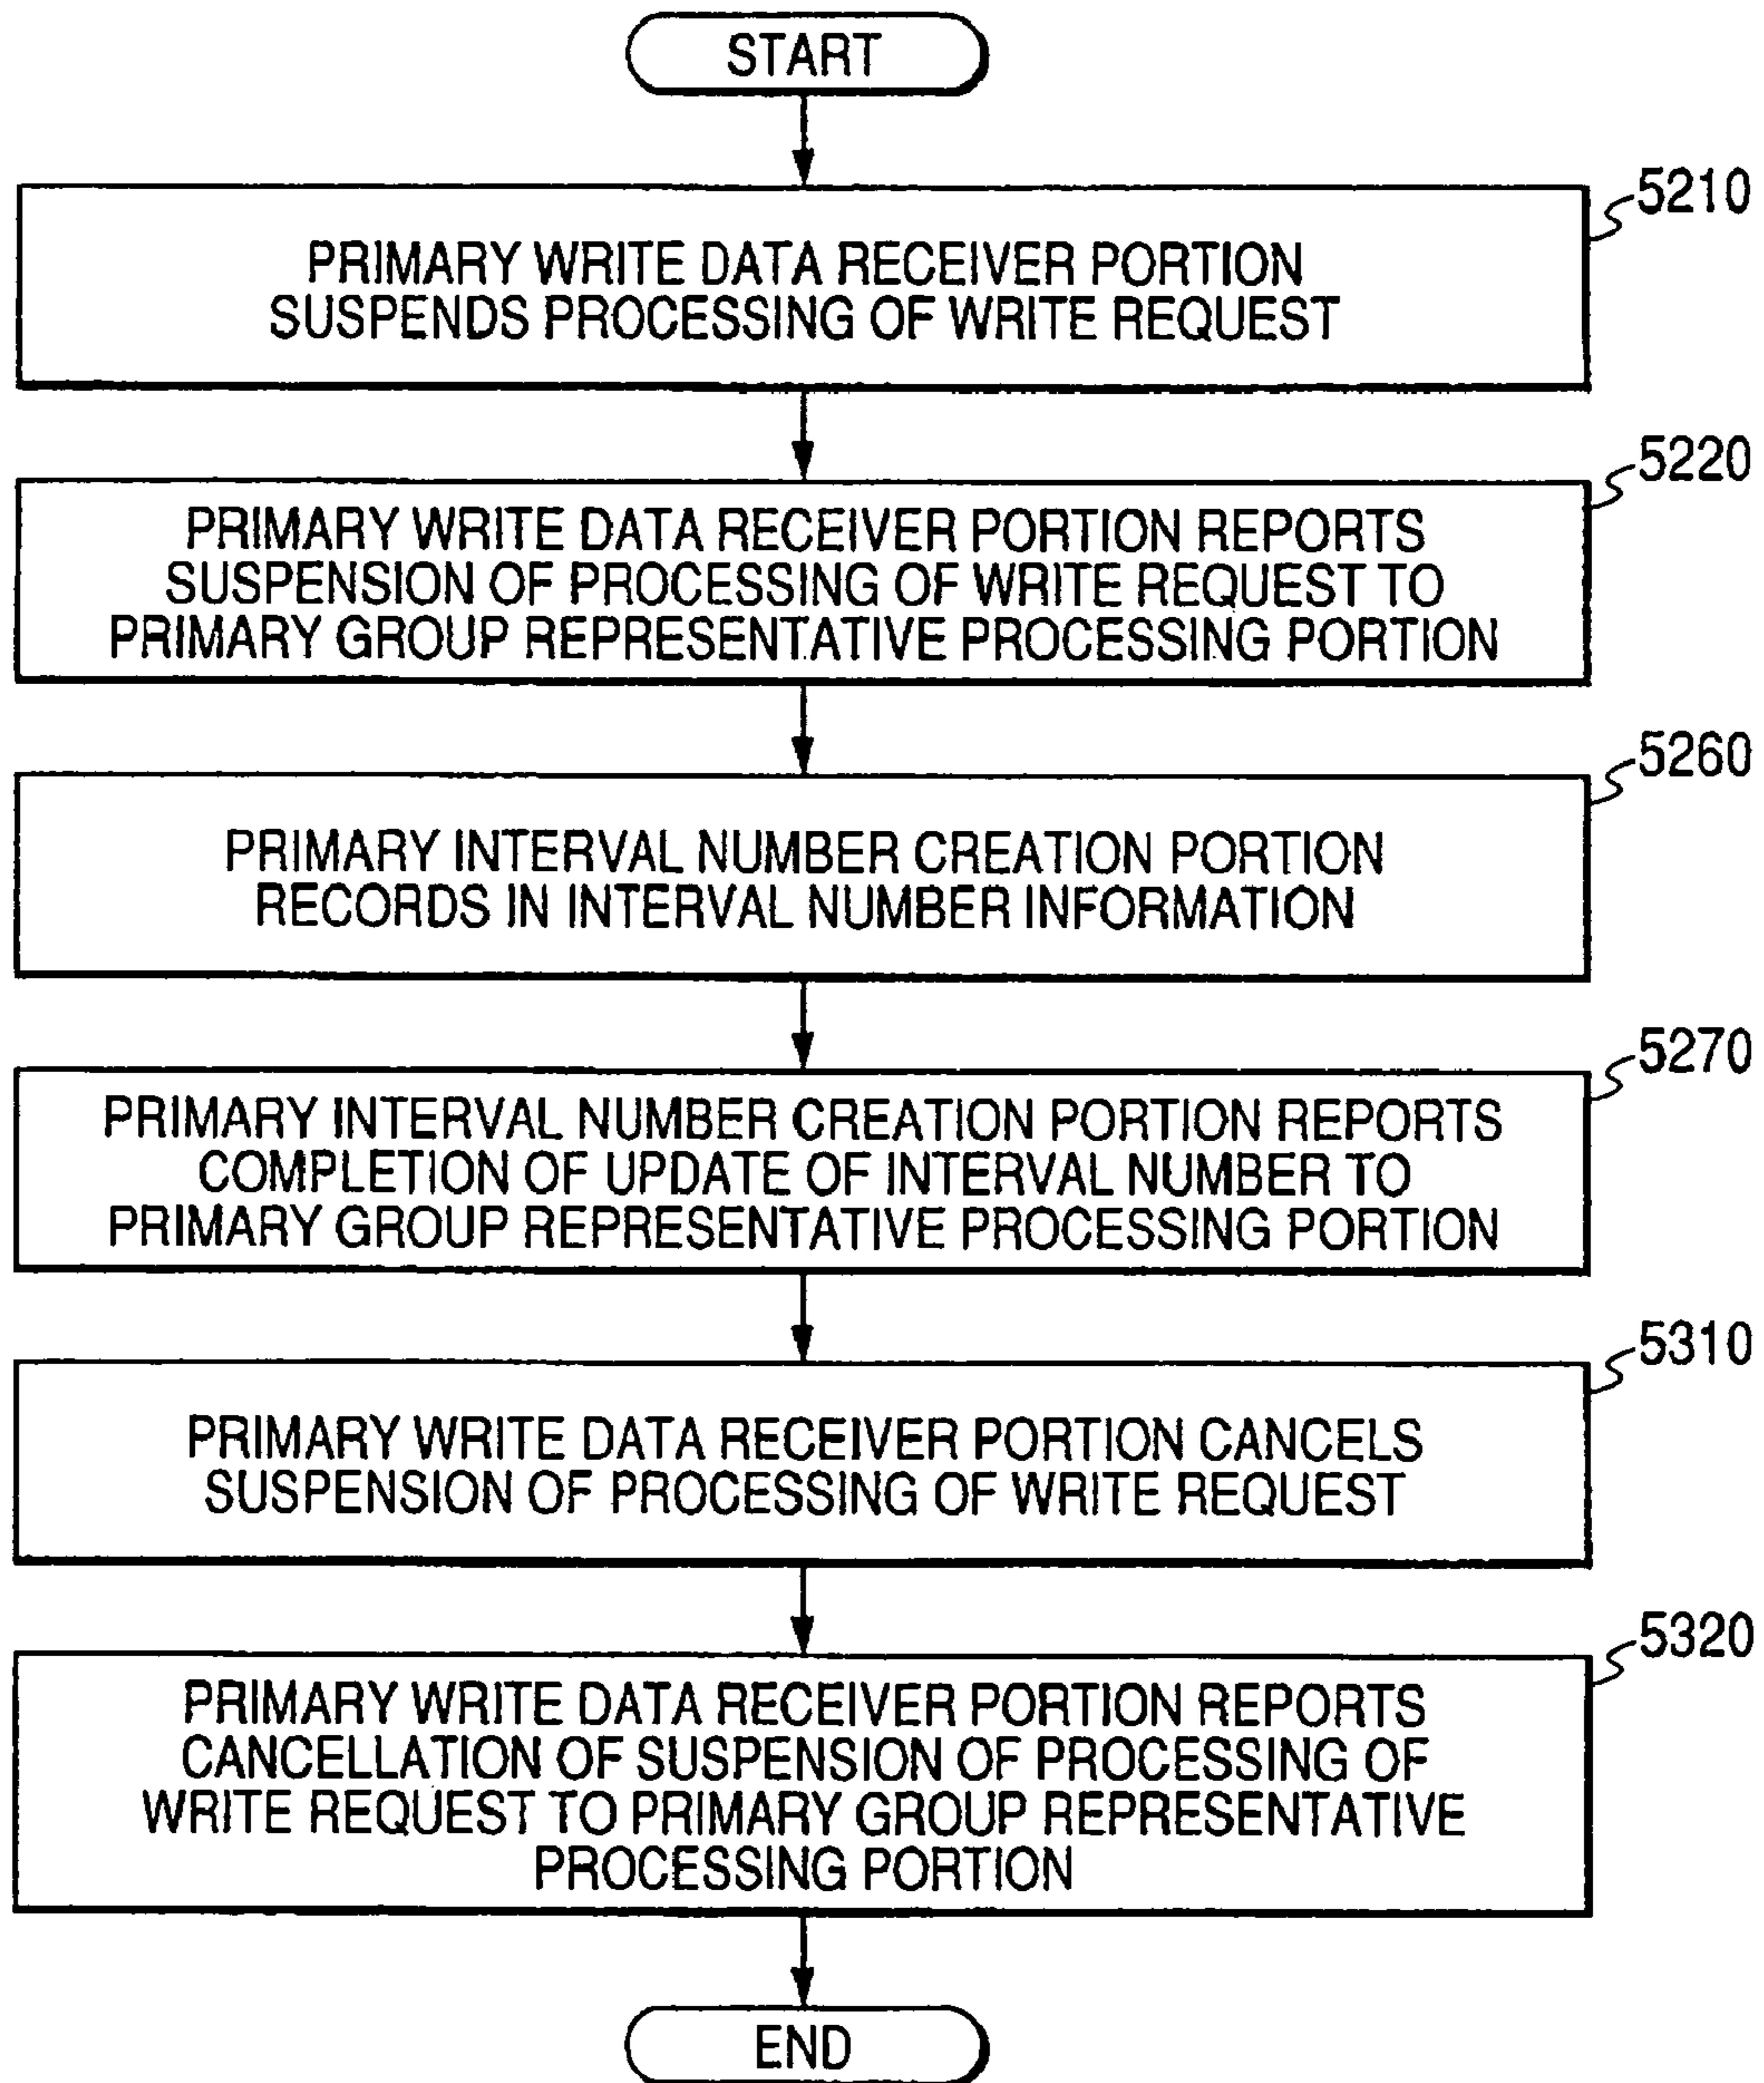 START
5210
PRIMARY WRITE DATA RECEIVER PORTION
SUSPENDS PROCESSING OF WRITE REQUEST
5220
PRIMARY WRITE DATA RECEIVER PORTION REPORTS
SUSPENSION OF PROCESSING OF WRITE REQUEST TO
PRIMARY GROUP REPRESENTATIVE PROCESSING PORTION
5260
PRIMARY INTERVAL NUMBER CREATION PORTION
RECORDS IN INTERVAL NUMBER INFORMATION
5270
PRIMARY INTERVAL NUMBER CREATION PORTION REPORTS
COMPLETION OF UPDATE OF INTERVAL NUMBER TO
PRIMARY GROUP REPRESENTATIVE PROCESSING PORTION
5310
PRIMARY WRITE DATA RECEIVER PORTION CANCELS
SUSPENSION OF PROCESSING OF WRITE REQUEST
5320
PRIMARY WRITE DATA RECEIVER PORTION REPORTS
CANCELLATION OF SUSPENSION OF PROCESSING OF
WRITE REQUEST TO PRIMARY GROUP REPRESENTATIVE
PROCESSING PORTION
END